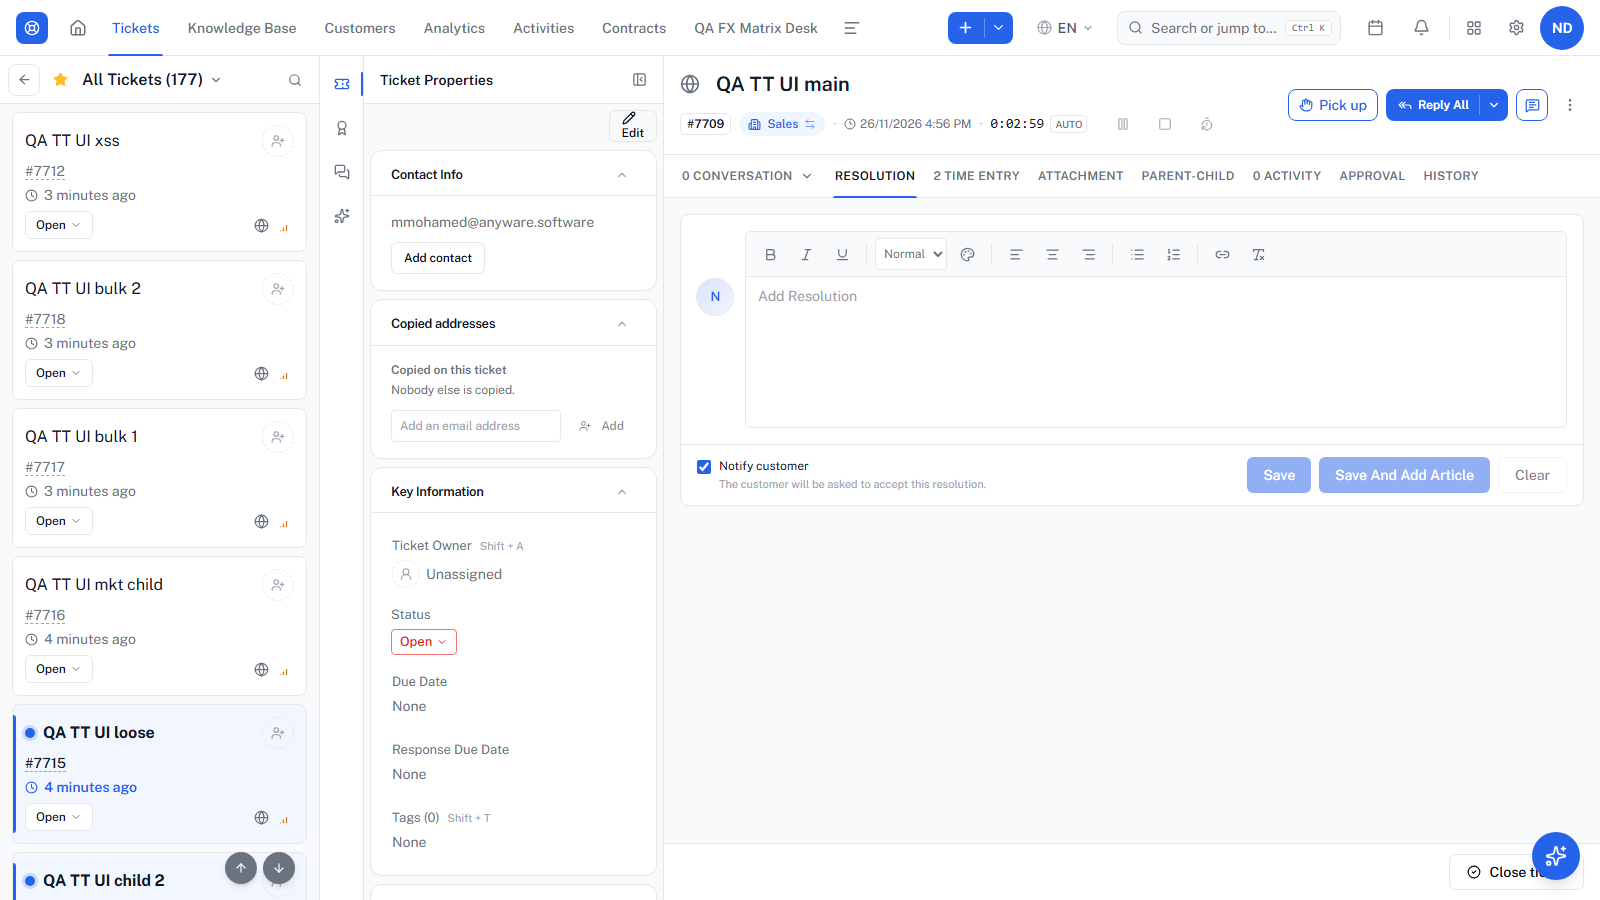 Tickets
Knowledge Base
Customers
Analytics
Activities
Contracts
QA FX Matrix Desk
EN
Search or jump to...
Ctrl K
ND
All Tickets (177)
QA TT UI xss
#7712
3 minutes ago
Open
QA TT UI bulk 2
#7718
3 minutes ago
Open
QA TT UI bulk 1
#7717
3 minutes ago
Open
QA TT UI mkt child
#7716
4 minutes ago
Open
QA TT UI loose
#7715
4 minutes ago
Open
QA TT UI child 2
Ticket Properties
Edit
Contact Info
mmohamed@anyware.software
Add contact
Copied addresses
Copied on this ticket
Nobody else is copied.
Add an email address
Add
Key Information
Ticket Owner Shift + A
Unassigned
Status
Open
Due Date
None
Response Due Date
None
Tags (0) Shift + T
None
QA TT UI main
#7709
Sales
· 26/11/2026 4:56 PM · 0:02:59
AUTO
Pick up
Reply All
0 CONVERSATION
RESOLUTION
2 TIME ENTRY
ATTACHMENT
PARENT-CHILD
0 ACTIVITY
APPROVAL
HISTORY
B I U
Normal
N
Add Resolution
Notify customer
The customer will be asked to accept this resolution.
Save
Save And Add Article
Clear
Close